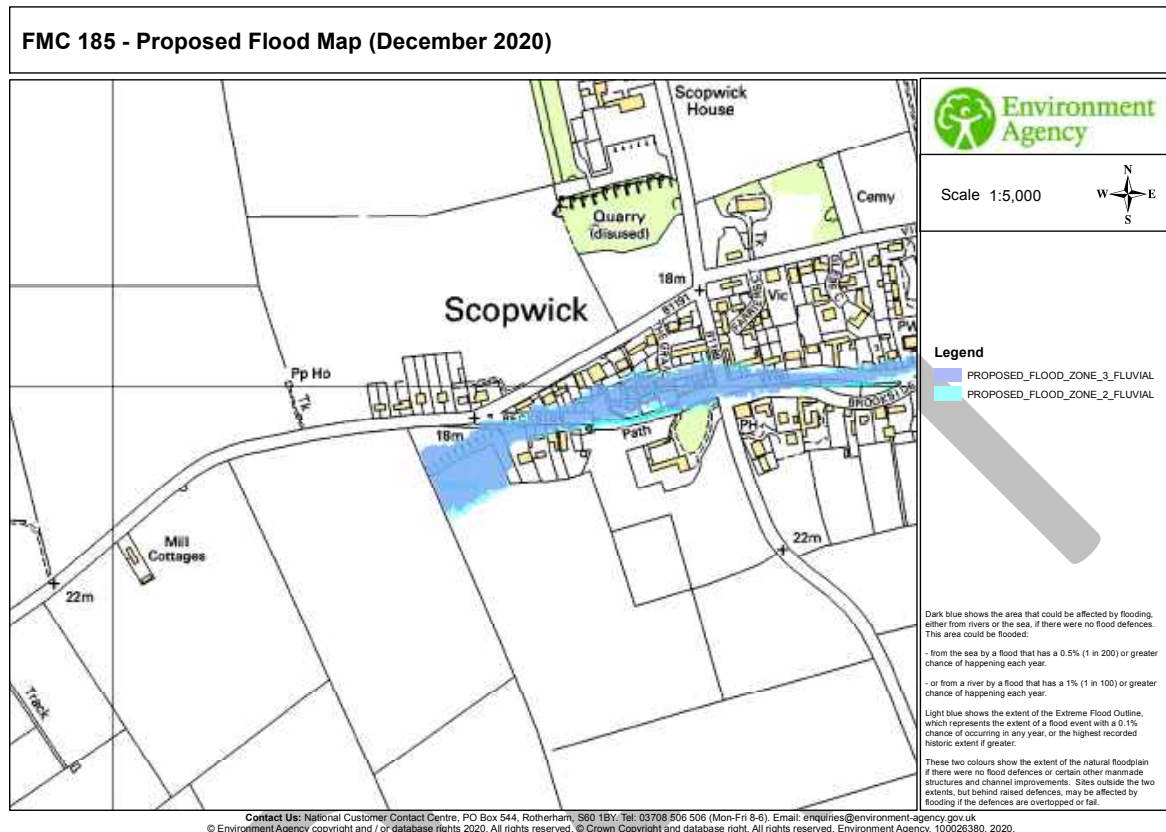 FMC 185 - Proposed Flood Map (December 2020)
Environment
Agency
Scale 1:5,000
N
W E
S
Scopwick
House
Quarry
(disused)
Tk
Cemy
18m
B1191
Vic
Scopwick
PW
Pp Ho
Tk
18m
Path
PH
Mill
Cottages
22m
22m
Track
Legend
PROPOSED_FLOOD_ZONE_3_FLUVIAL
PROPOSED_FLOOD_ZONE_2_FLUVIAL
Dark blue shows the area that could be affected by flooding,
either from rivers or the sea, if there were no flood defences.
This area could be flooded:
- from the sea by a flood that has a 0.5% (1 in 200) or greater
chance of happening each year.
- or from a river by a flood that has a 1% (1 in 100) or greater
chance of happening each year.
Light blue shows the extent of the Extreme Flood Outline,
which represents the extent of a flood event with a 0.1%
chance of occurring in any year, or the highest recorded
historic extent if greater.
These two colours show the extent of the natural floodplain
if there were no flood defences or certain other manmade
structures and channel improvements. Sites outside the two
extents, but behind raised defences, may be affected by
flooding if the defences are overtopped or fail.
Contact Us: National Customer Contact Centre, PO Box 544, Rotherham, S60 1BY. Tel: 03708 506 506 (Mon-Fri 8-6). Email: enquiries@environment-agency.gov.uk
© Environment Agency copyright and / or database rights 2020. All rights reserved. © Crown Copyright and database right. All rights reserved. Environment Agency, 100026380, 2020.